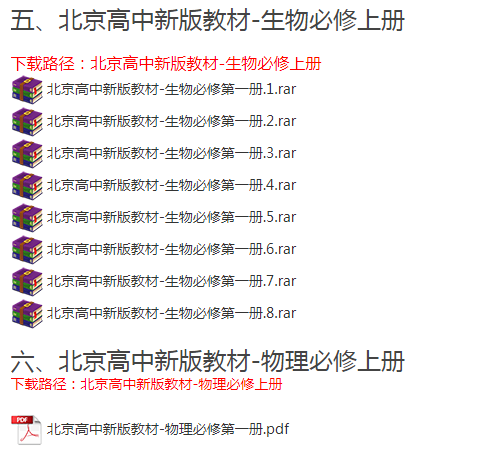 五、北京高中新版教材-生物必修上册
下载路径：北京高中新版教材-生物必修上册
北京高中新版教材-生物必修第一册.1.rar
北京高中新版教材-生物必修第一册.2.rar
北京高中新版教材-生物必修第一册.3.rar
北京高中新版教材-生物必修第一册.4.rar
北京高中新版教材-生物必修第一册.5.rar
北京高中新版教材-生物必修第一册.6.rar
北京高中新版教材-生物必修第一册.7.rar
北京高中新版教材-生物必修第一册.8.rar
六、北京高中新版教材-物理必修上册
下载路径：北京高中新版教材-物理必修上册
PDF
北京高中新版教材-物理必修第一册.pdf